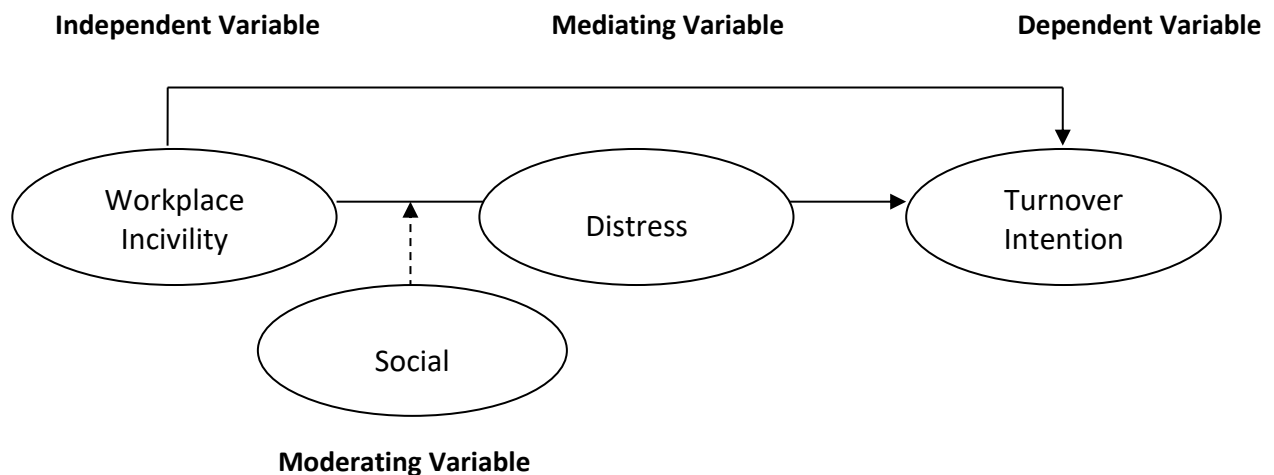 Independent Variable
Mediating Variable
Dependent Variable
Workplace
Incivility
Distress
Turnover
Intention
Social
Moderating Variable